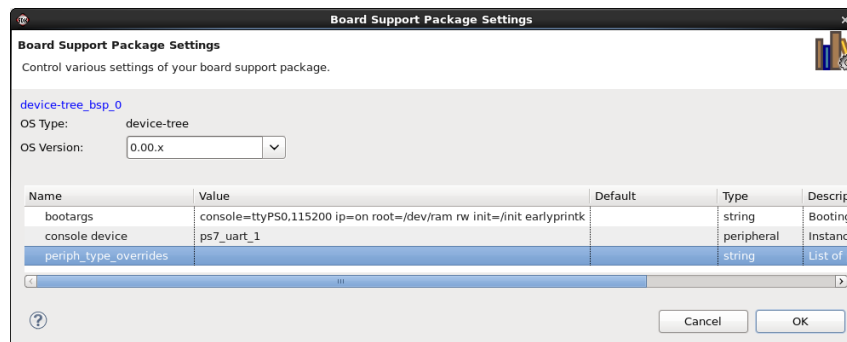 Board Support Package Settings
Board Support Package Settings
Control various settings of your board support package.
device-tree_bsp_0
OS Type: device-tree
OS Version: 0.00.x
Name Value Default Type Descrip
bootargs console=ttyPS0,115200 ip=on root=/dev/ram rw init=/init earlyprintk string Booting
console device ps7_uart_1 peripheral Instanc
periph_type_overrides string List of
Cancel OK